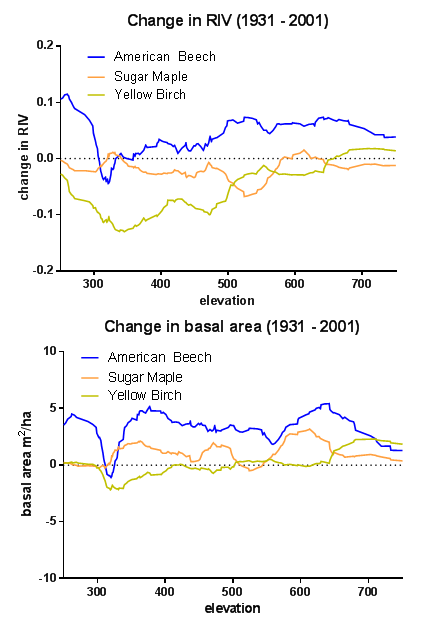 Change in RIV (1931 - 2001)
0.2
American Beech
Sugar Maple
Yellow Birch
0.1
0.0
-0.1
-0.2
change in RIV
300 400 500 600 700
elevation
Change in basal area (1931 - 2001)
10
American Beech
Sugar Maple
Yellow Birch
5
0
-5
-10
basal area m²/ha
300 400 500 600 700
elevation